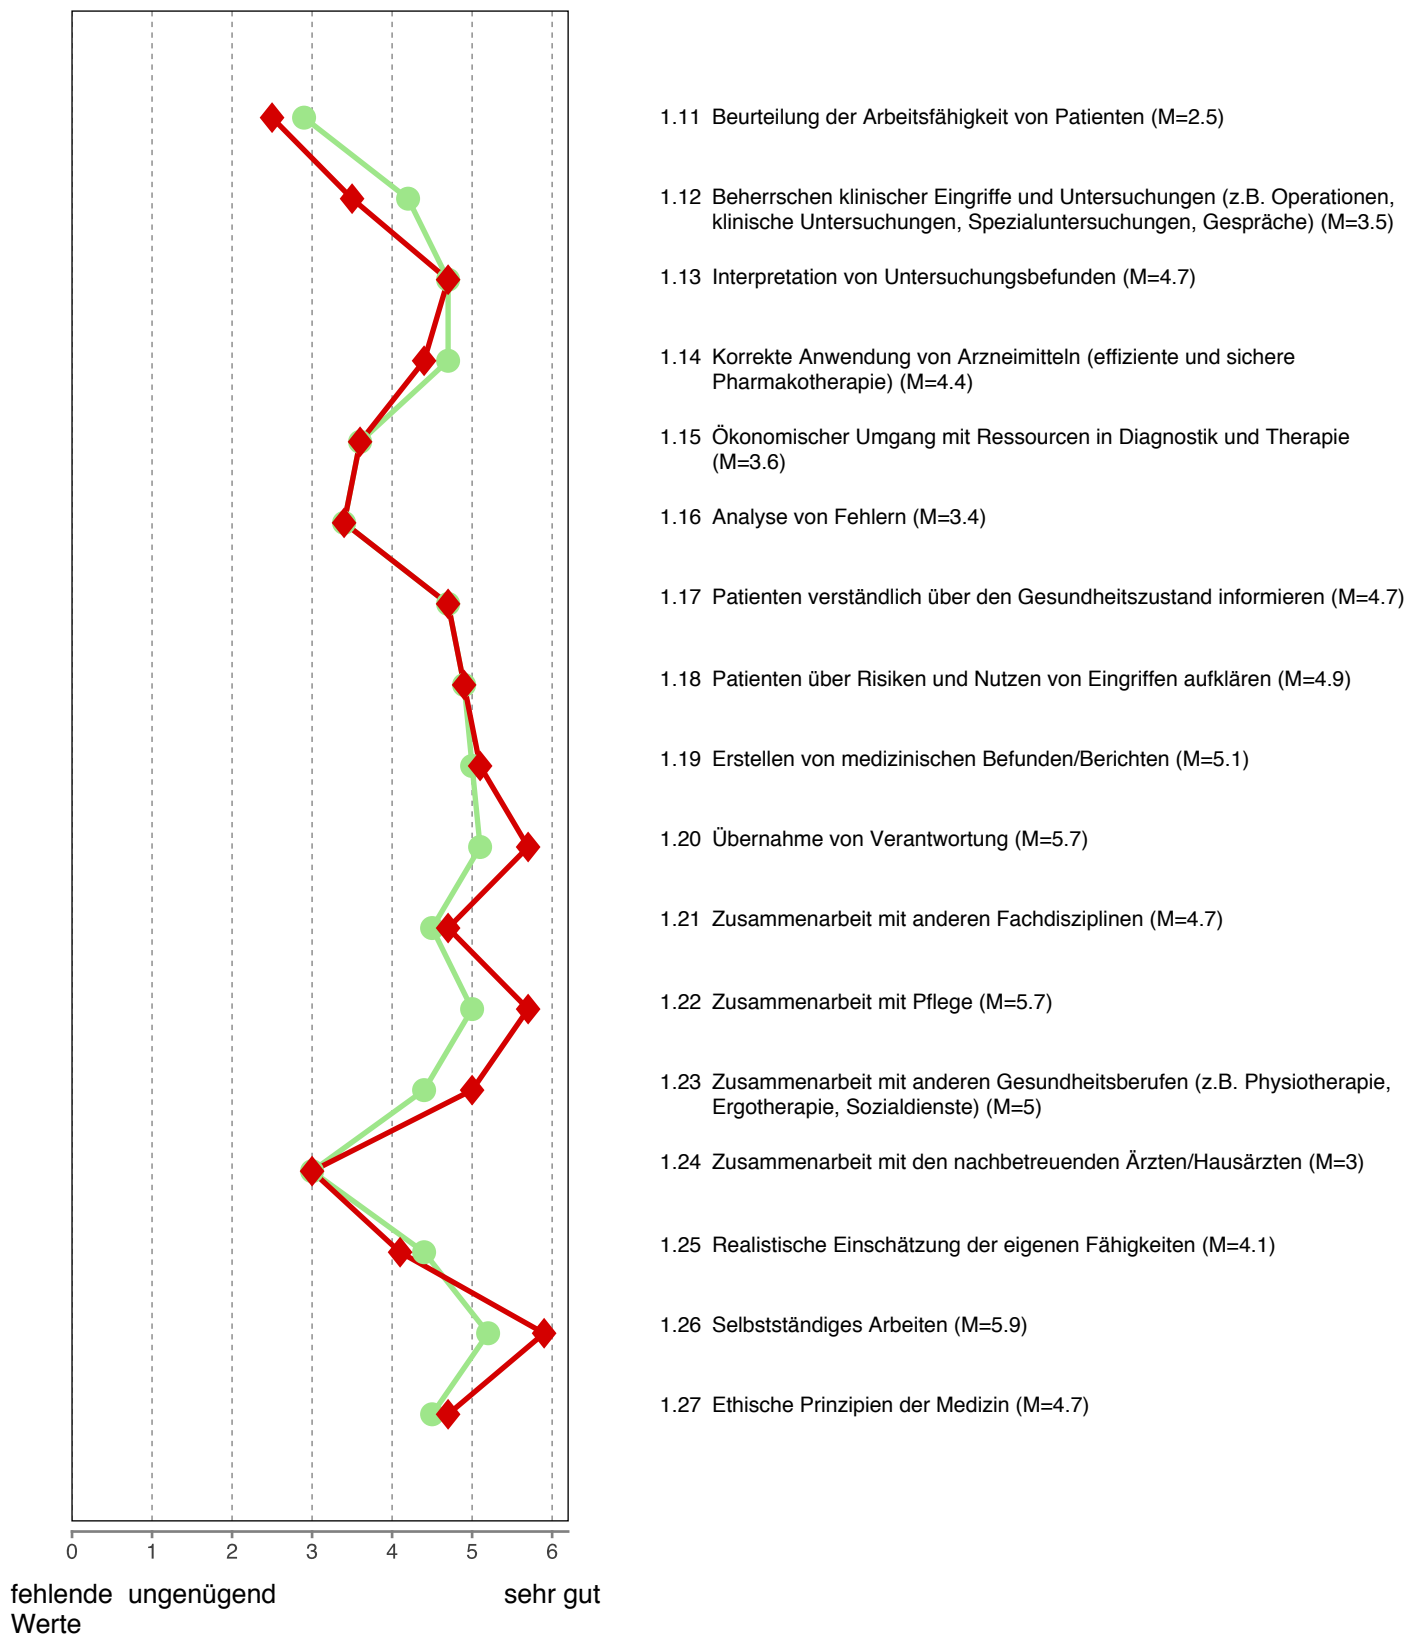 1.11 Beurteilung der Arbeitsfähigkeit von Patienten (M=2.5)
1.12 Beherrschen klinischer Eingriffe und Untersuchungen (z.B. Operationen,
klinische Untersuchungen, Spezialuntersuchungen, Gespräche) (M=3.5)
1.13 Interpretation von Untersuchungsbefunden (M=4.7)
1.14 Korrekte Anwendung von Arzneimitteln (effiziente und sichere
Pharmakotherapie) (M=4.4)
1.15 Ökonomischer Umgang mit Ressourcen in Diagnostik und Therapie
(M=3.6)
1.16 Analyse von Fehlern (M=3.4)
1.17 Patienten verständlich über den Gesundheitszustand informieren (M=4.7)
1.18 Patienten über Risiken und Nutzen von Eingriffen aufklären (M=4.9)
1.19 Erstellen von medizinischen Befunden/Berichten (M=5.1)
1.20 Übernahme von Verantwortung (M=5.7)
1.21 Zusammenarbeit mit anderen Fachdisziplinen (M=4.7)
1.22 Zusammenarbeit mit Pflege (M=5.7)
1.23 Zusammenarbeit mit anderen Gesundheitsberufen (z.B. Physiotherapie,
Ergotherapie, Sozialdienste) (M=5)
1.24 Zusammenarbeit mit den nachbetreuenden Ärzten/Hausärzten (M=3)
1.25 Realistische Einschätzung der eigenen Fähigkeiten (M=4.1)
1.26 Selbstständiges Arbeiten (M=5.9)
1.27 Ethische Prinzipien der Medizin (M=4.7)
0 1 2 3 4 5 6
fehlende ungenügend sehr gut
Werte